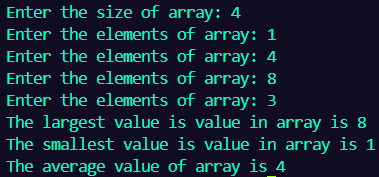 Enter the size of array: 4
Enter the elements of array: 1
Enter the elements of array: 4
Enter the elements of array: 8
Enter the elements of array: 3
The largest value is value in array is 8
The smallest value is value in array is 1
The average value of array is 4